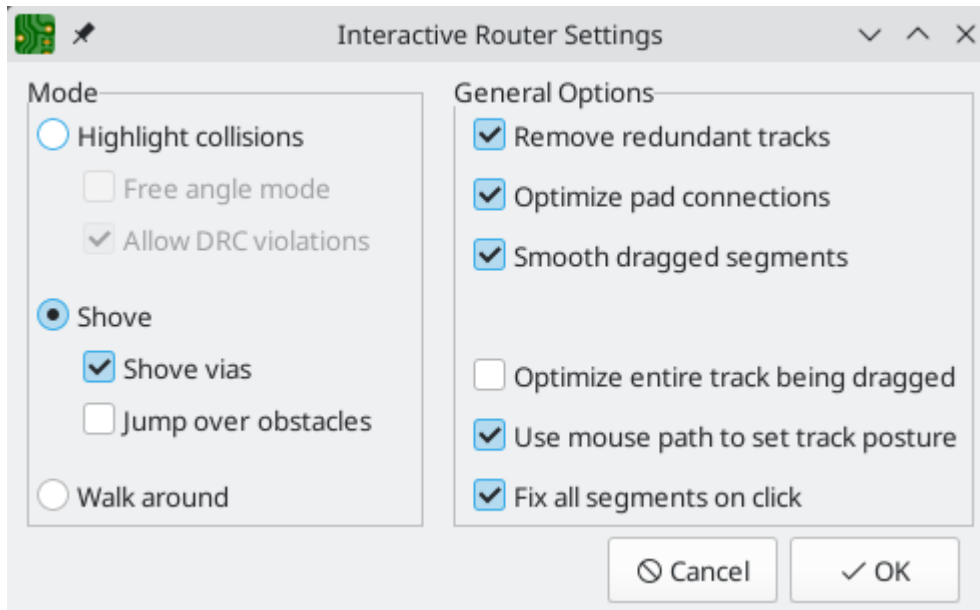 Interactive Router Settings
Mode
Highlight collisions
Free angle mode
Allow DRC violations
Shove
Shove vias
Jump over obstacles
Walk around
General Options
Remove redundant tracks
Optimize pad connections
Smooth dragged segments
Optimize entire track being dragged
Use mouse path to set track posture
Fix all segments on click
Cancel
OK